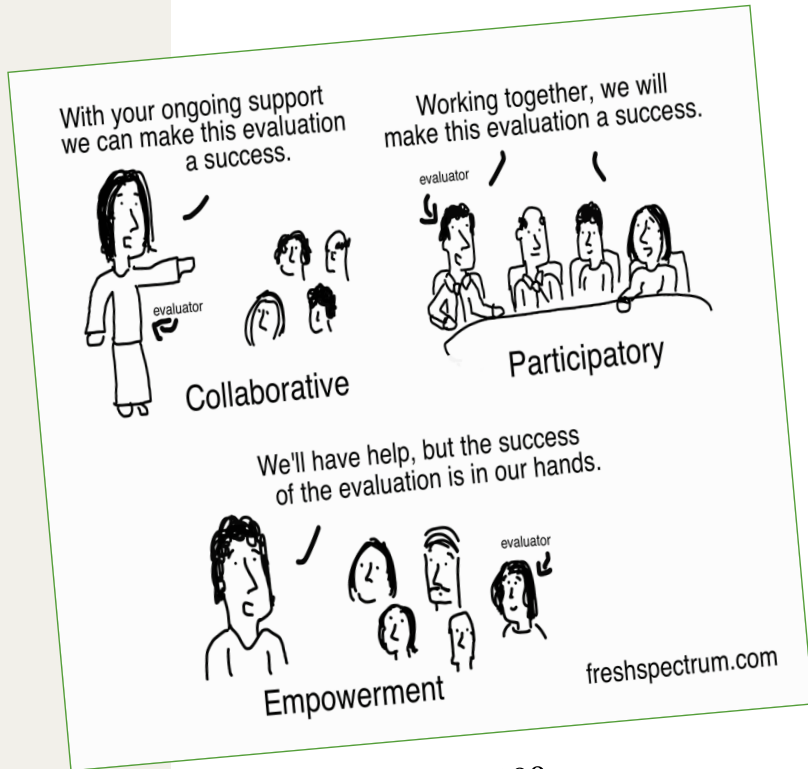 With your ongoing support
we can make this evaluation
a success.
evaluator
Collaborative
Working together, we will
make this evaluation a success.
evaluator
Participatory
We'll have help, but the success
of the evaluation is in our hands.
evaluator
Empowerment
freshspectrum.com